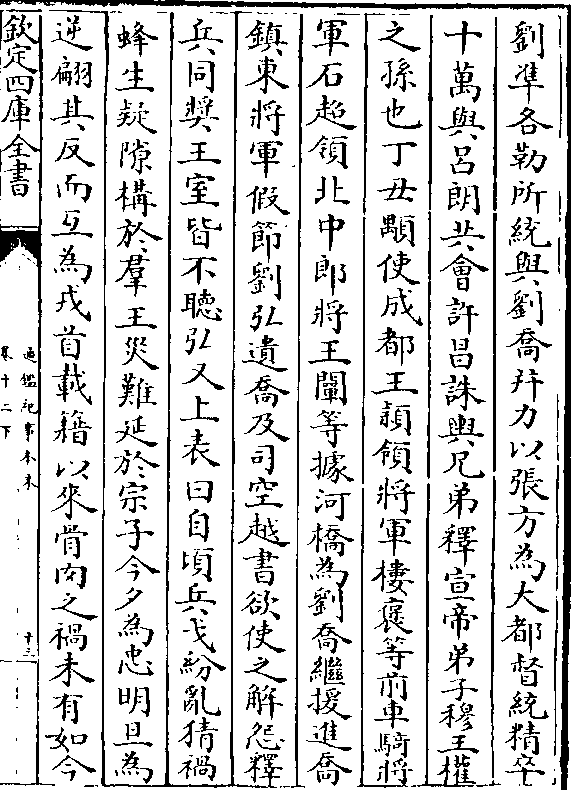 劉準各勒所統與劉喬并力以張方為大都督統精卒
十萬與呂朗共會許昌誅輿兄弟釋宣帝弟子穆王權
之孫也丁丑顒使成都王穎領將軍樓褒等前車騎將
軍石超領北中郎將王闡等據河橋為劉喬繼援進喬
鎮東將軍假節劉弘遺喬及司空越書欲使之解怨釋
兵同奬王室皆不聽弘又上表曰自頃兵戈紛亂猜禍
蜂生疑隙構於羣王災難延於宗子今夕為忠明旦為
逆翩其反而互為戎首載籍以來骨肉之禍未有如今
欽定四庫全書
通鑑紀事本末
卷十二下
十三